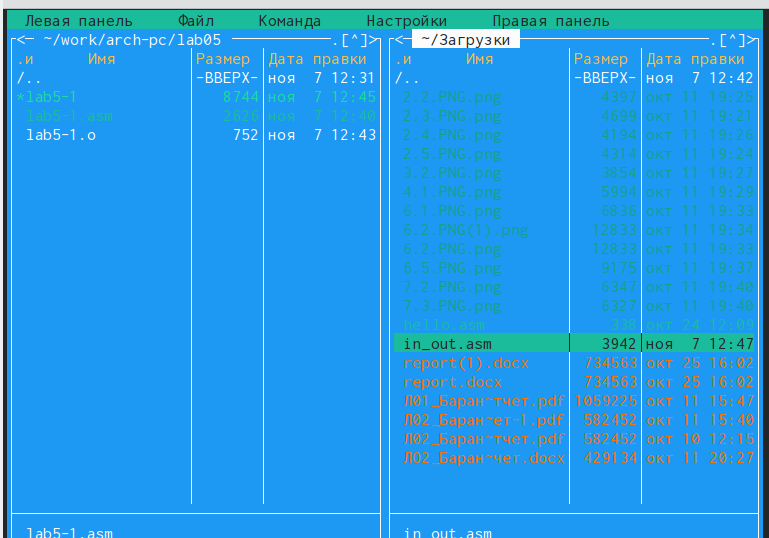 Левая панель Файл Команда Настройки Правая панель
<─ ~/work/arch-pc/lab05 ─.[^]>
.и Имя Размер Дата правки
/.. -ВВЕРХ- ноя 7 12:31
*lab5-1 8744 ноя 7 12:45
lab5-1.asm 2626 ноя 7 12:40
lab5-1.o 752 ноя 7 12:43
lab5-1.asm
<─ ~/Загрузки ─.[^]>
.и Имя Размер Дата правки
/.. -ВВЕРХ- ноя 7 12:42
2.2.PNG.png 4397 окт 11 19:25
2.3.PNG.png 4699 окт 11 19:21
2.4.PNG.png 4194 окт 11 19:26
2.5.PNG.png 4314 окт 11 19:24
3.2.PNG.png 3854 окт 11 19:27
4.1.PNG.png 5994 окт 11 19:29
6.1.PNG.png 6836 окт 11 19:33
6.2.PNG(1).png 12833 окт 11 19:34
6.2.PNG.png 12833 окт 11 19:33
6.5.PNG.png 9175 окт 11 19:37
7.2.PNG.png 6347 окт 11 19:40
7.3.PNG.png 6327 окт 11 19:40
hello.asm окт 24 12:09
in_out.asm 3942 ноя 7 12:47
report(1).docx 734563 окт 25 16:02
report.docx 734563 окт 25 16:02
Л01_Баран~тчет.pdf 1059225 окт 11 15:47
Л02_Баран~ет-1.pdf 582452 окт 11 15:40
Л02_Баран~тчет.pdf 582452 окт 10 12:15
Л02_Баран~чет.docx 429134 окт 11 20:27
in_out.asm